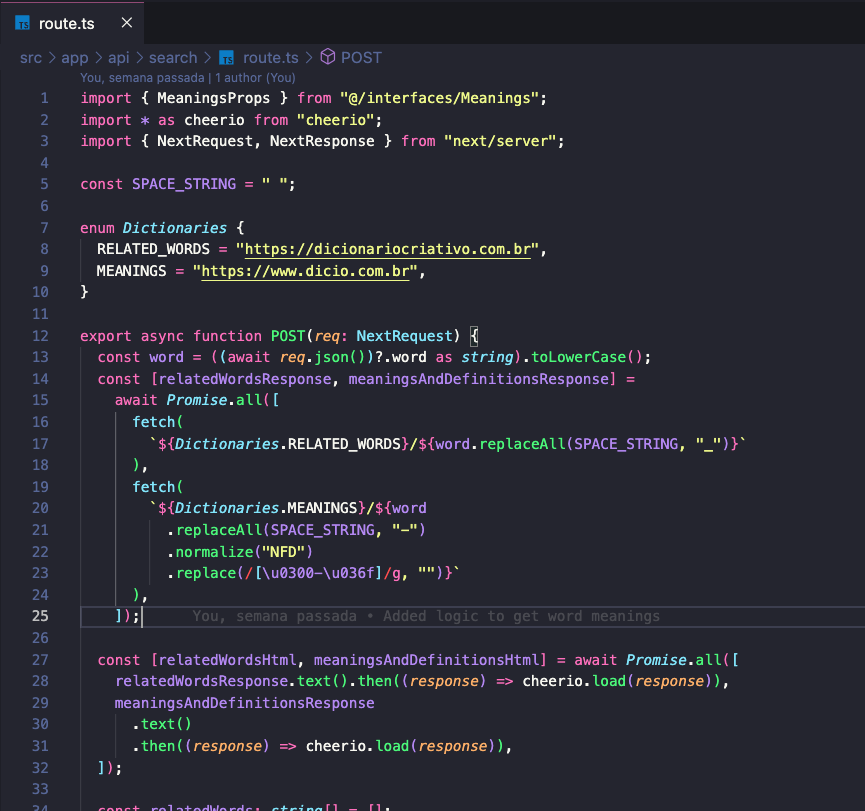 route.ts
src > app > api > search > route.ts > POST
You, semana passada | 1 author (You)
1 import { MeaningsProps } from "@/interfaces/Meanings";
2 import * as cheerio from "cheerio";
3 import { NextRequest, NextResponse } from "next/server";
4
5 const SPACE_STRING = " ";
6
7 enum Dictionaries {
8   RELATED_WORDS = "https://dicionariocriativo.com.br",
9   MEANINGS = "https://www.dicio.com.br",
10 }
11
12 export async function POST(req: NextRequest) {
13   const word = ((await req.json())?.word as string).toLowerCase();
14   const [relatedWordsResponse, meaningsAndDefinitionsResponse] =
15     await Promise.all([
16       fetch(
17         `${Dictionaries.RELATED_WORDS}/${word.replaceAll(SPACE_STRING, "_")}`
18       ),
19       fetch(
20         `${Dictionaries.MEANINGS}/${word
21           .replaceAll(SPACE_STRING, "-")
22           .normalize("NFD")
23           .replace(/[\u0300-\u036f]/g, "")}`
24       ),
25     ]);      You, semana passada • Added logic to get word meanings
26
27   const [relatedWordsHtml, meaningsAndDefinitionsHtml] = await Promise.all([
28     relatedWordsResponse.text().then((response) => cheerio.load(response)),
29     meaningsAndDefinitionsResponse
30       .text()
31       .then((response) => cheerio.load(response)),
32   ]);
33
34   const relatedWords: string[] = [];